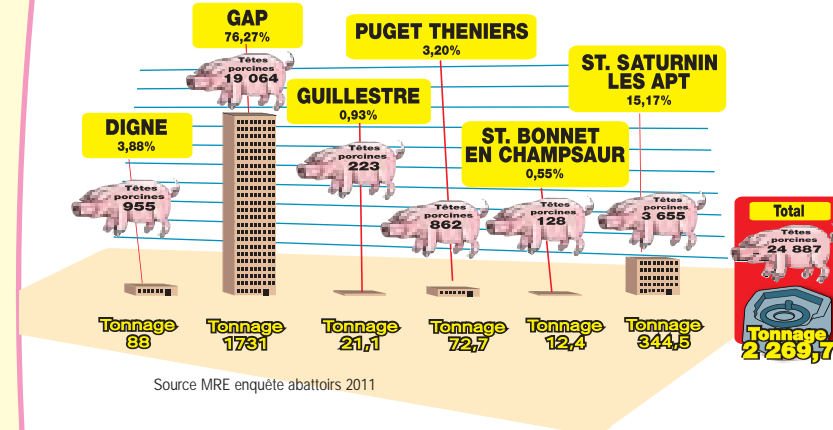 GAP
76,27%
Têtes
porcines
19 064
PUGET THENIERS
3,20%
ST. SATURNIN
LES APT
15,17%
GUILLESTRE
0,93%
DIGNE
3,88%
ST. BONNET
EN CHAMPSAUR
0,55%
Têtes
porcines
955
Têtes
porcines
223
Têtes
porcines
862
Têtes
porcines
128
Têtes
porcines
3 655
Total
Têtes
porcines
24 887
Tonnage
88
Tonnage
1731
Tonnage
21,1
Tonnage
72,7
Tonnage
12,4
Tonnage
344,5
Tonnage
2 269,7
Source MRE enquête abattoirs 2011